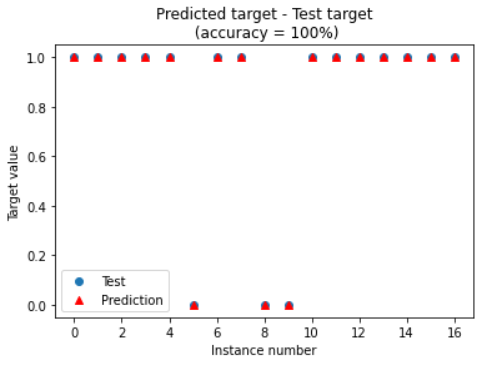 Predicted target - Test target
(accuracy = 100%)
1.0
0.8
0.6
0.4
0.2
0.0
Target value
Test
Prediction
0 2 4 6 8 10 12 14 16
Instance number